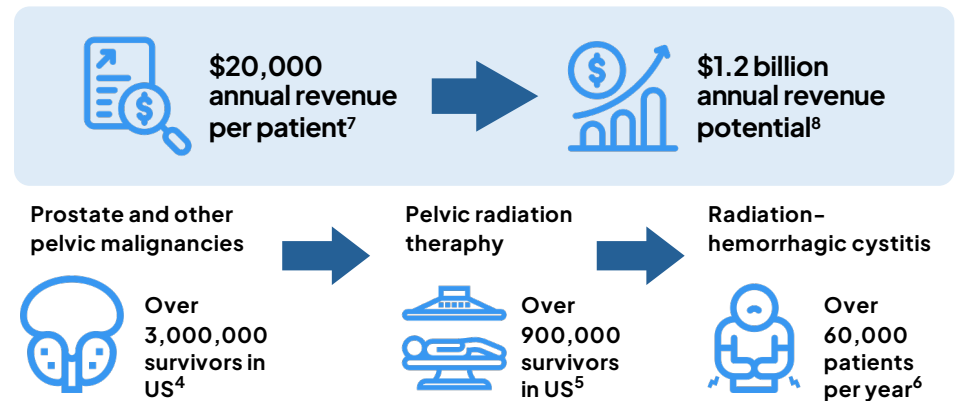 $20,000
annual revenue
per patient7
$1.2 billion
annual revenue
potential8
Prostate and other
pelvic malignancies
Over
3,000,000
survivors in
US4
Pelvic radiation
theraphy
Over
900,000
survivors
in US5
Radiation-
hemorrhagic cystitis
Over
60,000
patients
per year6